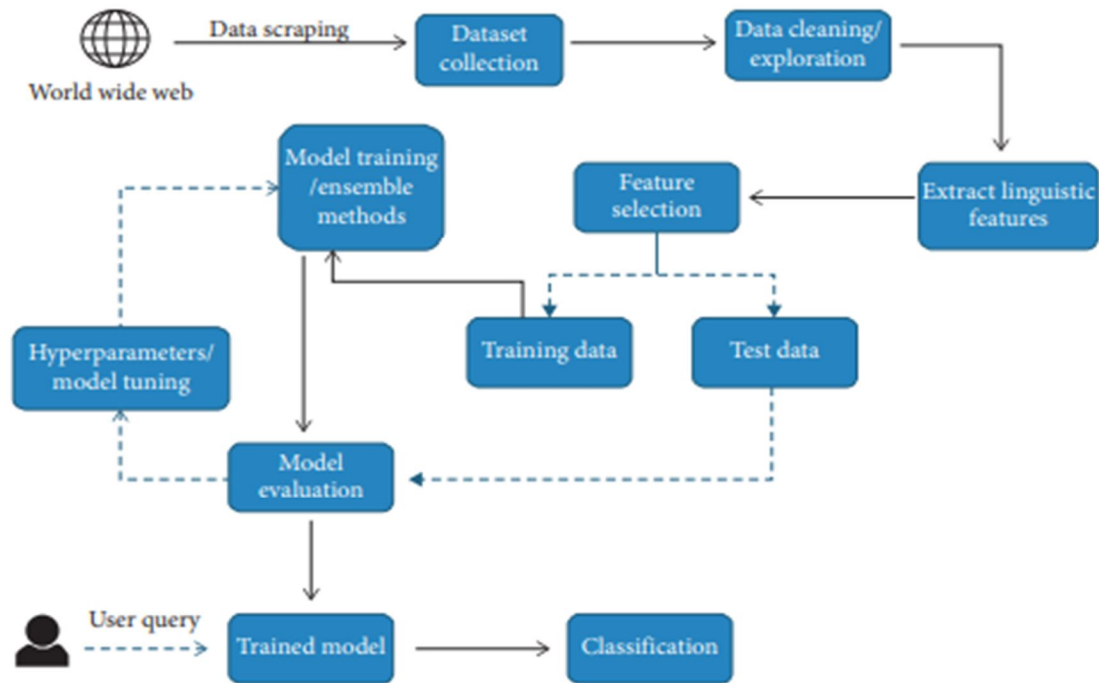 Data scraping
World wide web
Dataset
collection
Data cleaning/
exploration
Model training
/ensemble
methods
Feature
selection
Extract linguistic
features
Hyperparameters/
model tuning
Training data
Test data
Model
evaluation
User query
Trained model
Classification